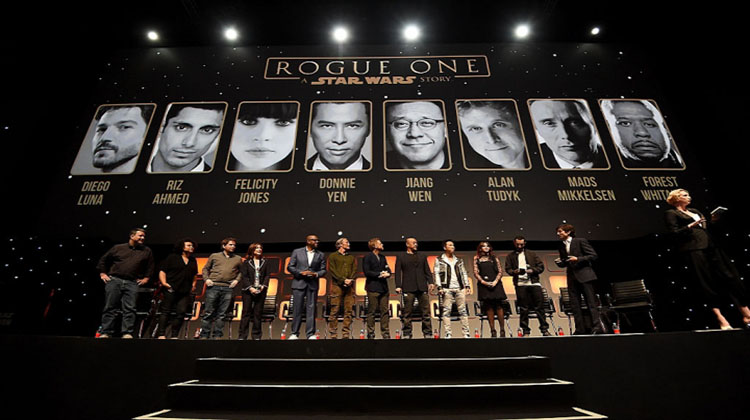 ROGUE ONE
A STAR WARS STORY
DIEGO LUNA
RIZ AHMED
FELICITY JONES
DONNIE YEN
JIANG WEN
ALAN TUDYK
MADS MIKKELSEN
FOREST WHITA